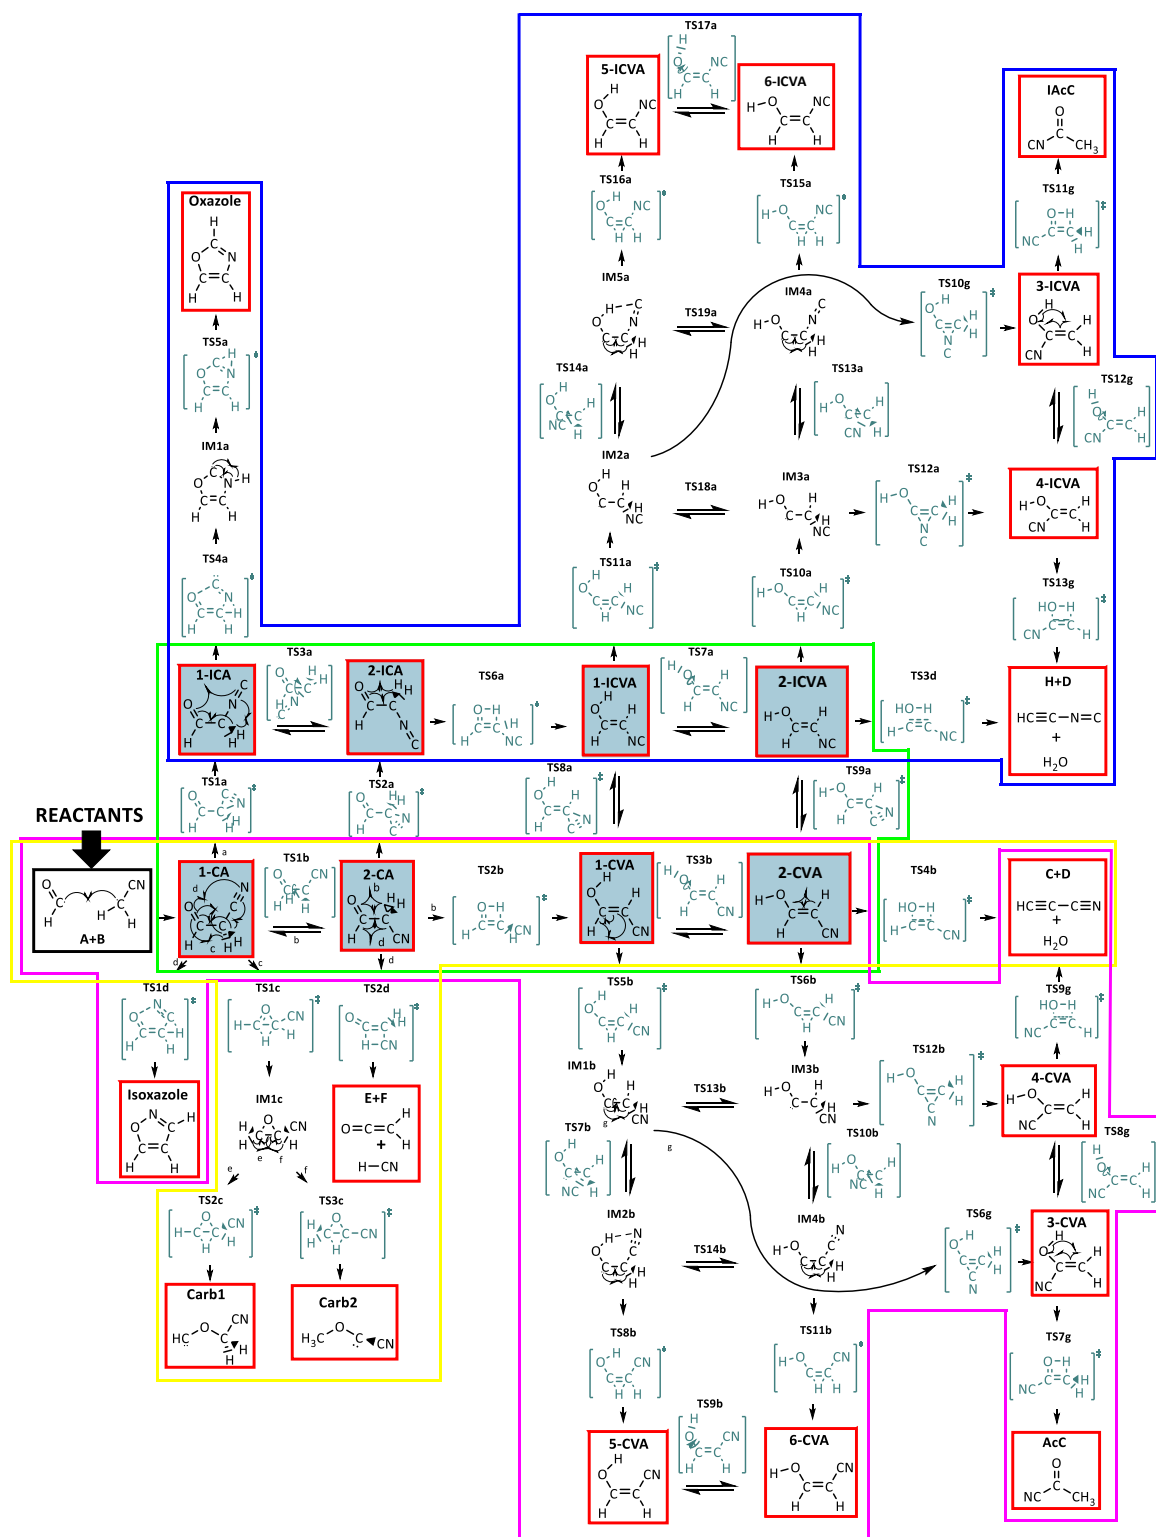 TS17a
5-ICVA
6-ICVA
IAcC
TS16a
TS15a
TS11g
Oxazole
IM5a
IM4a
TS10g
3-ICVA
TS19a
TS5a
TS14a
TS13a
TS12g
IM1a
IM2a
IM3a
TS18a
TS12a
4-ICVA
TS4a
TS11a
TS10a
TS13g
TS3a
TS7a
1-ICA
2-ICA
TS6a
1-ICVA
2-ICVA
TS3d
H+D
HC≡C-N=C
+
H2O
TS1a
TS2a
TS8a
TS9a
REACTANTS
a
TS1b
TS3b
1-CA
2-CA
TS2b
1-CVA
2-CVA
TS4b
C+D
HC≡C-C≡N
+
H2O
A+B
b
b
b
d
c
d
d
c
d
TS1d
TS1c
TS2d
TS5b
TS6b
TS9g
Isoxazole
IM1c
E+F
IM1b
TS13b
IM3b
TS12b
4-CVA
O=C=C
+
H-CN
g
g
e
f
e
f
TS7b
TS10b
TS8g
TS2c
TS3c
IM2b
IM4b
TS6g
3-CVA
TS14b
Carb1
Carb2
TS8b
TS11b
TS7g
TS9b
5-CVA
6-CVA
AcC